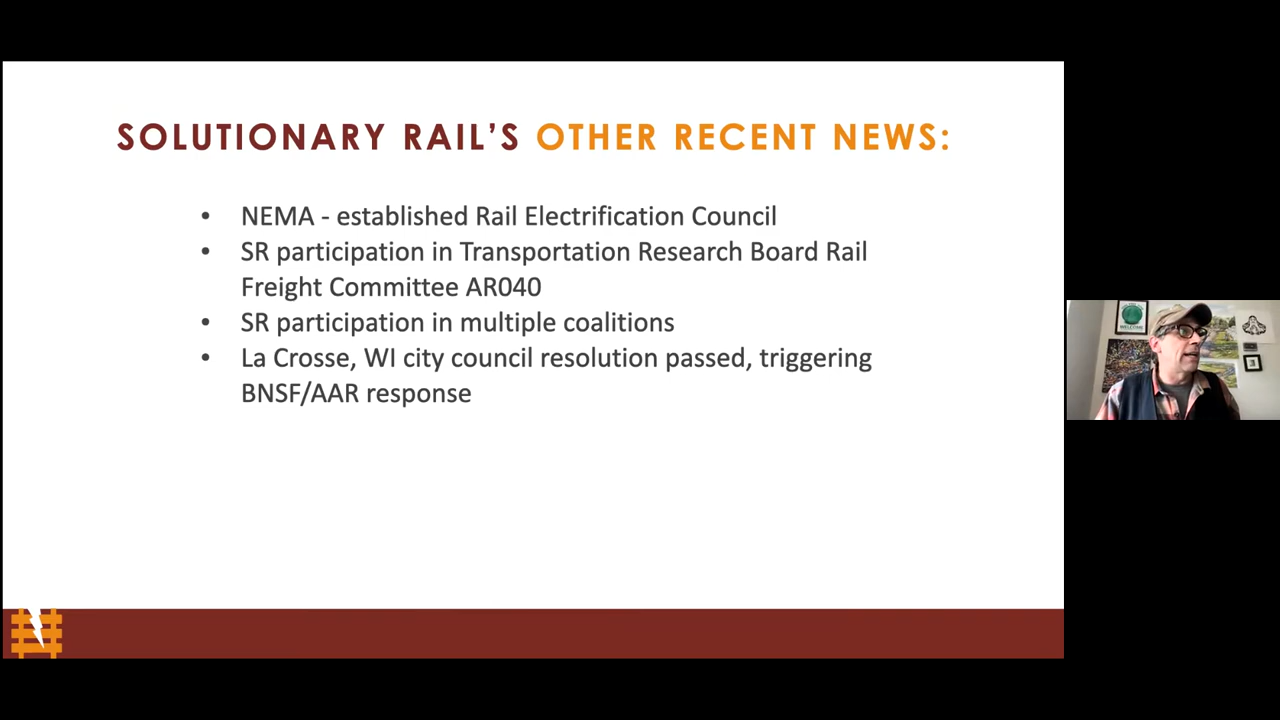 SOLUTIONARY RAIL'S OTHER RECENT NEWS:
• NEMA - established Rail Electrification Council
• SR participation in Transportation Research Board Rail
Freight Committee AR040
• SR participation in multiple coalitions
• La Crosse, WI city council resolution passed, triggering
BNSF/AAR response
WELCOME